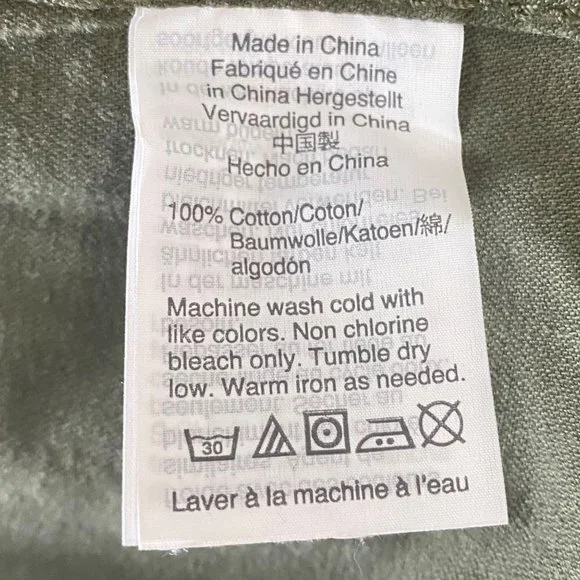 Made in China
Fabriqué en Chine
in China Hergestellt
Vervaardigd in China
中国製
Hecho en China
100% Cotton/Coton/
Baumwolle/Katoen/綿/
algodón
Machine wash cold with
like colors. Non chlorine
bleach only. Tumble dry
low. Warm iron as needed.
30
Laver à la machine à l'eau